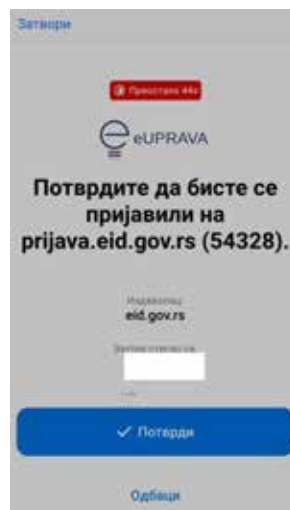 Затвори
Преостало 44с
eUPRAVA
Потврдите да бисте се
пријавили на
prijava.eid.gov.rs (54328).
Издавалац
eid.gov.rs
Потврди
Одбаци